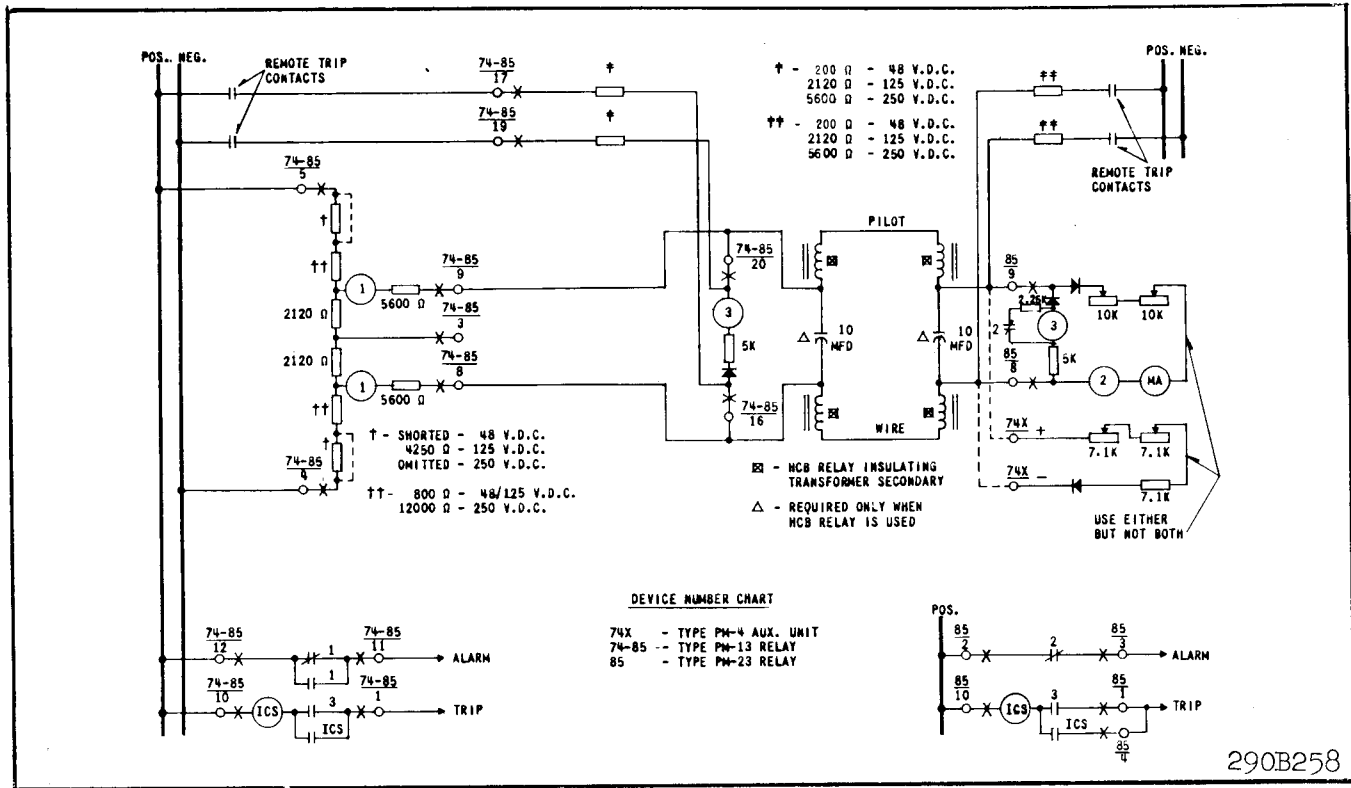 POS. NEG.
REMOTE TRIP
CONTACTS
74-85
17
*
74-85
19
*
* - 200 Ω - 48 V.D.C.
2120 Ω - 125 V.D.C.
5600 Ω - 250 V.D.C.
** - 200 Ω - 48 V.D.C.
2120 Ω - 125 V.D.C.
5600 Ω - 250 V.D.C.
POS. NEG.
**
**
REMOTE TRIP
CONTACTS
74-85
5
†
††
1
5600 Ω
74-85
9
2120 Ω
74-85
3
2120 Ω
1
5600 Ω
74-85
8
††
†
74-85
4
† - SHORTED - 48 V.D.C.
4250 Ω - 125 V.D.C.
OMITTED - 250 V.D.C.
†† - 800 Ω - 48/125 V.D.C.
12000 Ω - 250 V.D.C.
74-85
20
3
5K
74-85
16
PILOT
△
10
MFD
△
10
MFD
WIRE
⊠ - HCB RELAY INSULATING
TRANSFORMER SECONDARY
△ - REQUIRED ONLY WHEN
HCB RELAY IS USED
85
9
2.25K
10K
10K
2
3
5K
85
8
2
MA
74X +
7.1K
7.1K
74X -
7.1K
USE EITHER
BUT NOT BOTH
DEVICE NUMBER CHART
74X - TYPE PM-4 AUX. UNIT
74-85 -- TYPE PM-13 RELAY
85 - TYPE PM-23 RELAY
74-85
12
1
1
74-85
11
ALARM
74-85
10
ICS
3
ICS
74-85
1
TRIP
POS.
85
2
2
85
3
ALARM
85
10
ICS
3
ICS
85
1
TRIP
85
4
290B258